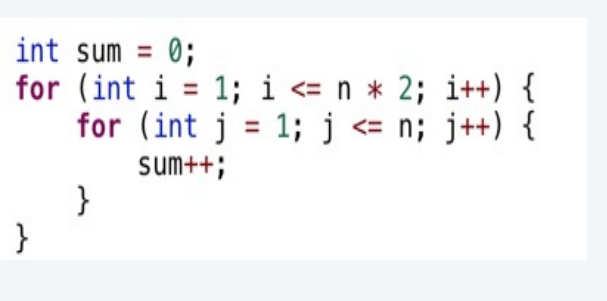 int sum = 0;
for (int i = 1; i <= n * 2; i++) {
    for (int j = 1; j <= n; j++) {
        sum++;
    }
}